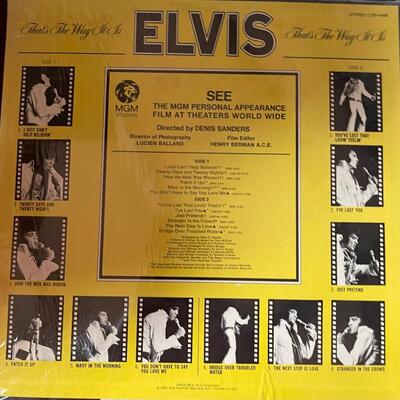 STEREO LSP-4445
That's The Way It Is ELVIS That's The Way It Is
SIDE 1
SIDE 2
MGM
STUDIOS
SEE
THE MGM PERSONAL APPEARANCE
FILM AT THEATERS WORLD WIDE
Directed by DENIS SANDERS
Director of Photography
LUCIEN BALLARD
Film Editor
HENRY BERMAN A.C.E.
SIDE 1
I Just Can't Help Believin'
Twenty Days and Twenty Nights
How the Web Was Woven
Patch It Up
Mary in the Morning
You Don't Have to Say You Love Me
SIDE 2
You've Lost That Lovin' Feelin'
I've Lost You
Just Pretend
Stranger in the Crowd
The Next Step Is Love
Bridge Over Troubled Water
1. I JUST CAN'T
HELP BELIEVIN'
2. TWENTY DAYS AND
TWENTY NIGHTS
3. HOW THE WEB WAS WOVEN
4. PATCH IT UP
5. MARY IN THE MORNING
6. YOU DON'T HAVE TO SAY
YOU LOVE ME
6. BRIDGE OVER TROUBLED
WATER
5. THE NEXT STEP IS LOVE
4. STRANGER IN THE CROWD
3. JUST PRETEND
2. I'VE LOST YOU
1. YOU'VE LOST THAT
LOVIN' FEELIN'